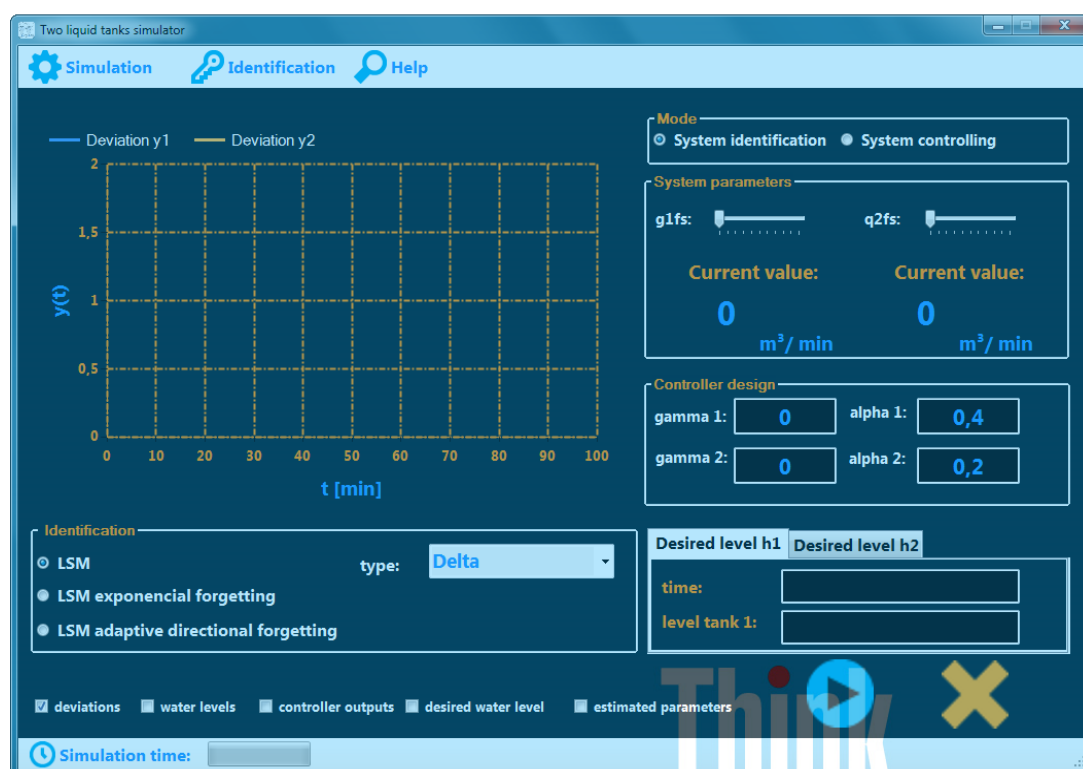 Two liquid tanks simulator
Simulation Identification Help
Deviation y1 Deviation y2
2
1,5
1
0,5
0
y(t)
0 10 20 30 40 50 60 70 80 90 100
t [min]
Mode
System identification System controlling
System parameters
g1fs: q2fs:
Current value: Current value:
0 0
m³/ min m³/ min
Controller design
gamma 1: 0 alpha 1: 0,4
gamma 2: 0 alpha 2: 0,2
Identification
LSM type: Delta
LSM exponencial forgetting
LSM adaptive directional forgetting
Desired level h1 Desired level h2
time:
level tank 1:
deviations water levels controller outputs desired water level estimated parameters
Think
Simulation time: